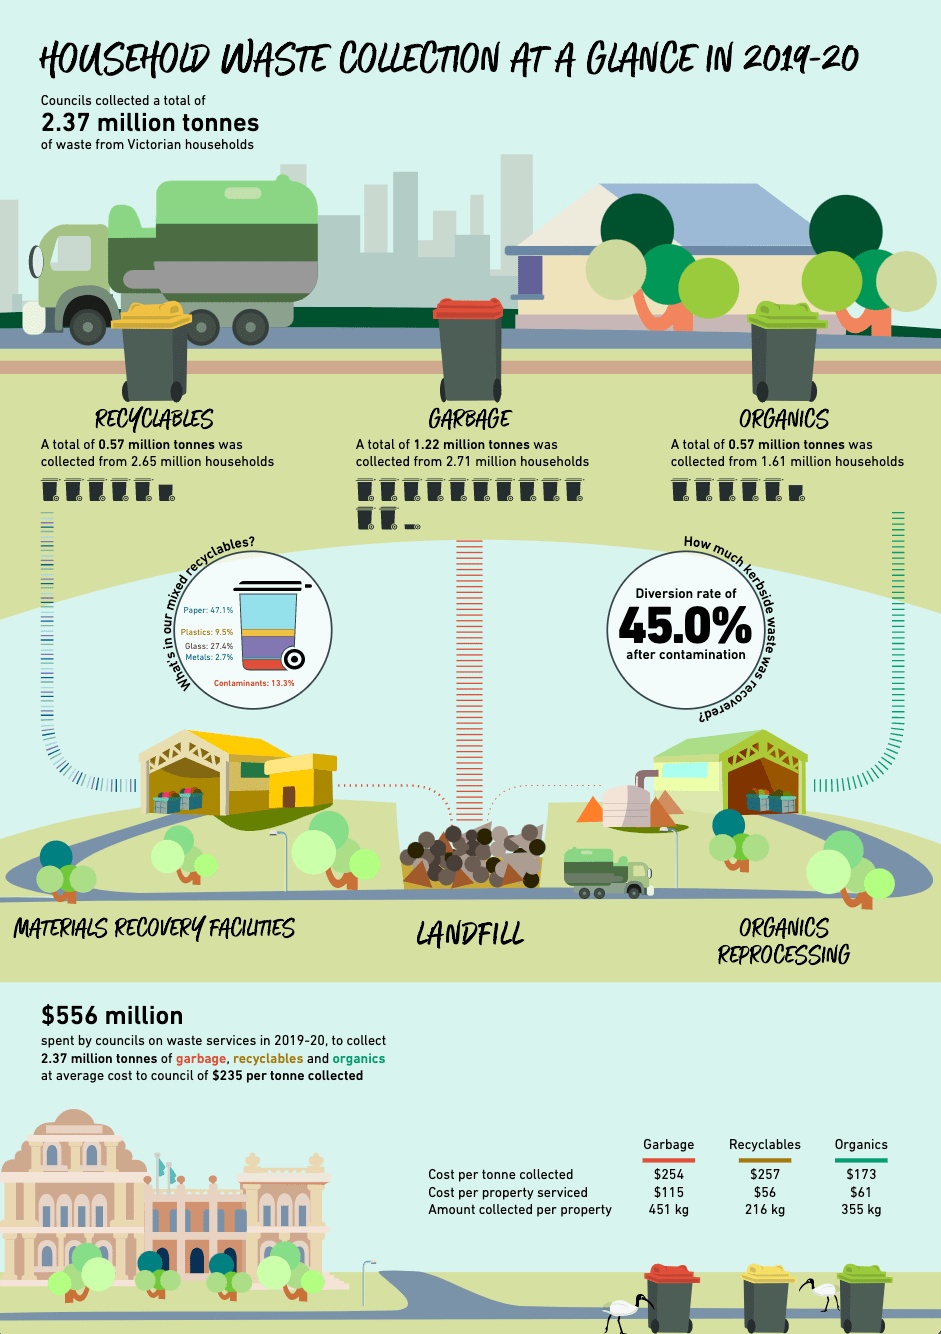 HOUSEHOLD WASTE COLLECTION AT A GLANCE IN 2019-20
Councils collected a total of
2.37 million tonnes
of waste from Victorian households
RECYCLABLES
A total of 0.57 million tonnes was
collected from 2.65 million households
GARBAGE
A total of 1.22 million tonnes was
collected from 2.71 million households
ORGANICS
A total of 0.57 million tonnes was
collected from 1.61 million households
What's in our mixed recyclables?
Paper: 47.1%
Plastics: 9.5%
Glass: 27.4%
Metals: 2.7%
Contaminants: 13.3%
How much kerbside waste was recovered?
Diversion rate of
45.0%
after contamination
MATERIALS RECOVERY FACILITIES
LANDFILL
ORGANICS
REPROCESSING
$556 million
spent by councils on waste services in 2019-20, to collect
2.37 million tonnes of garbage, recyclables and organics
at average cost to council of $235 per tonne collected
Garbage Recyclables Organics
Cost per tonne collected $254 $257 $173
Cost per property serviced $115 $56 $61
Amount collected per property 451 kg 216 kg 355 kg